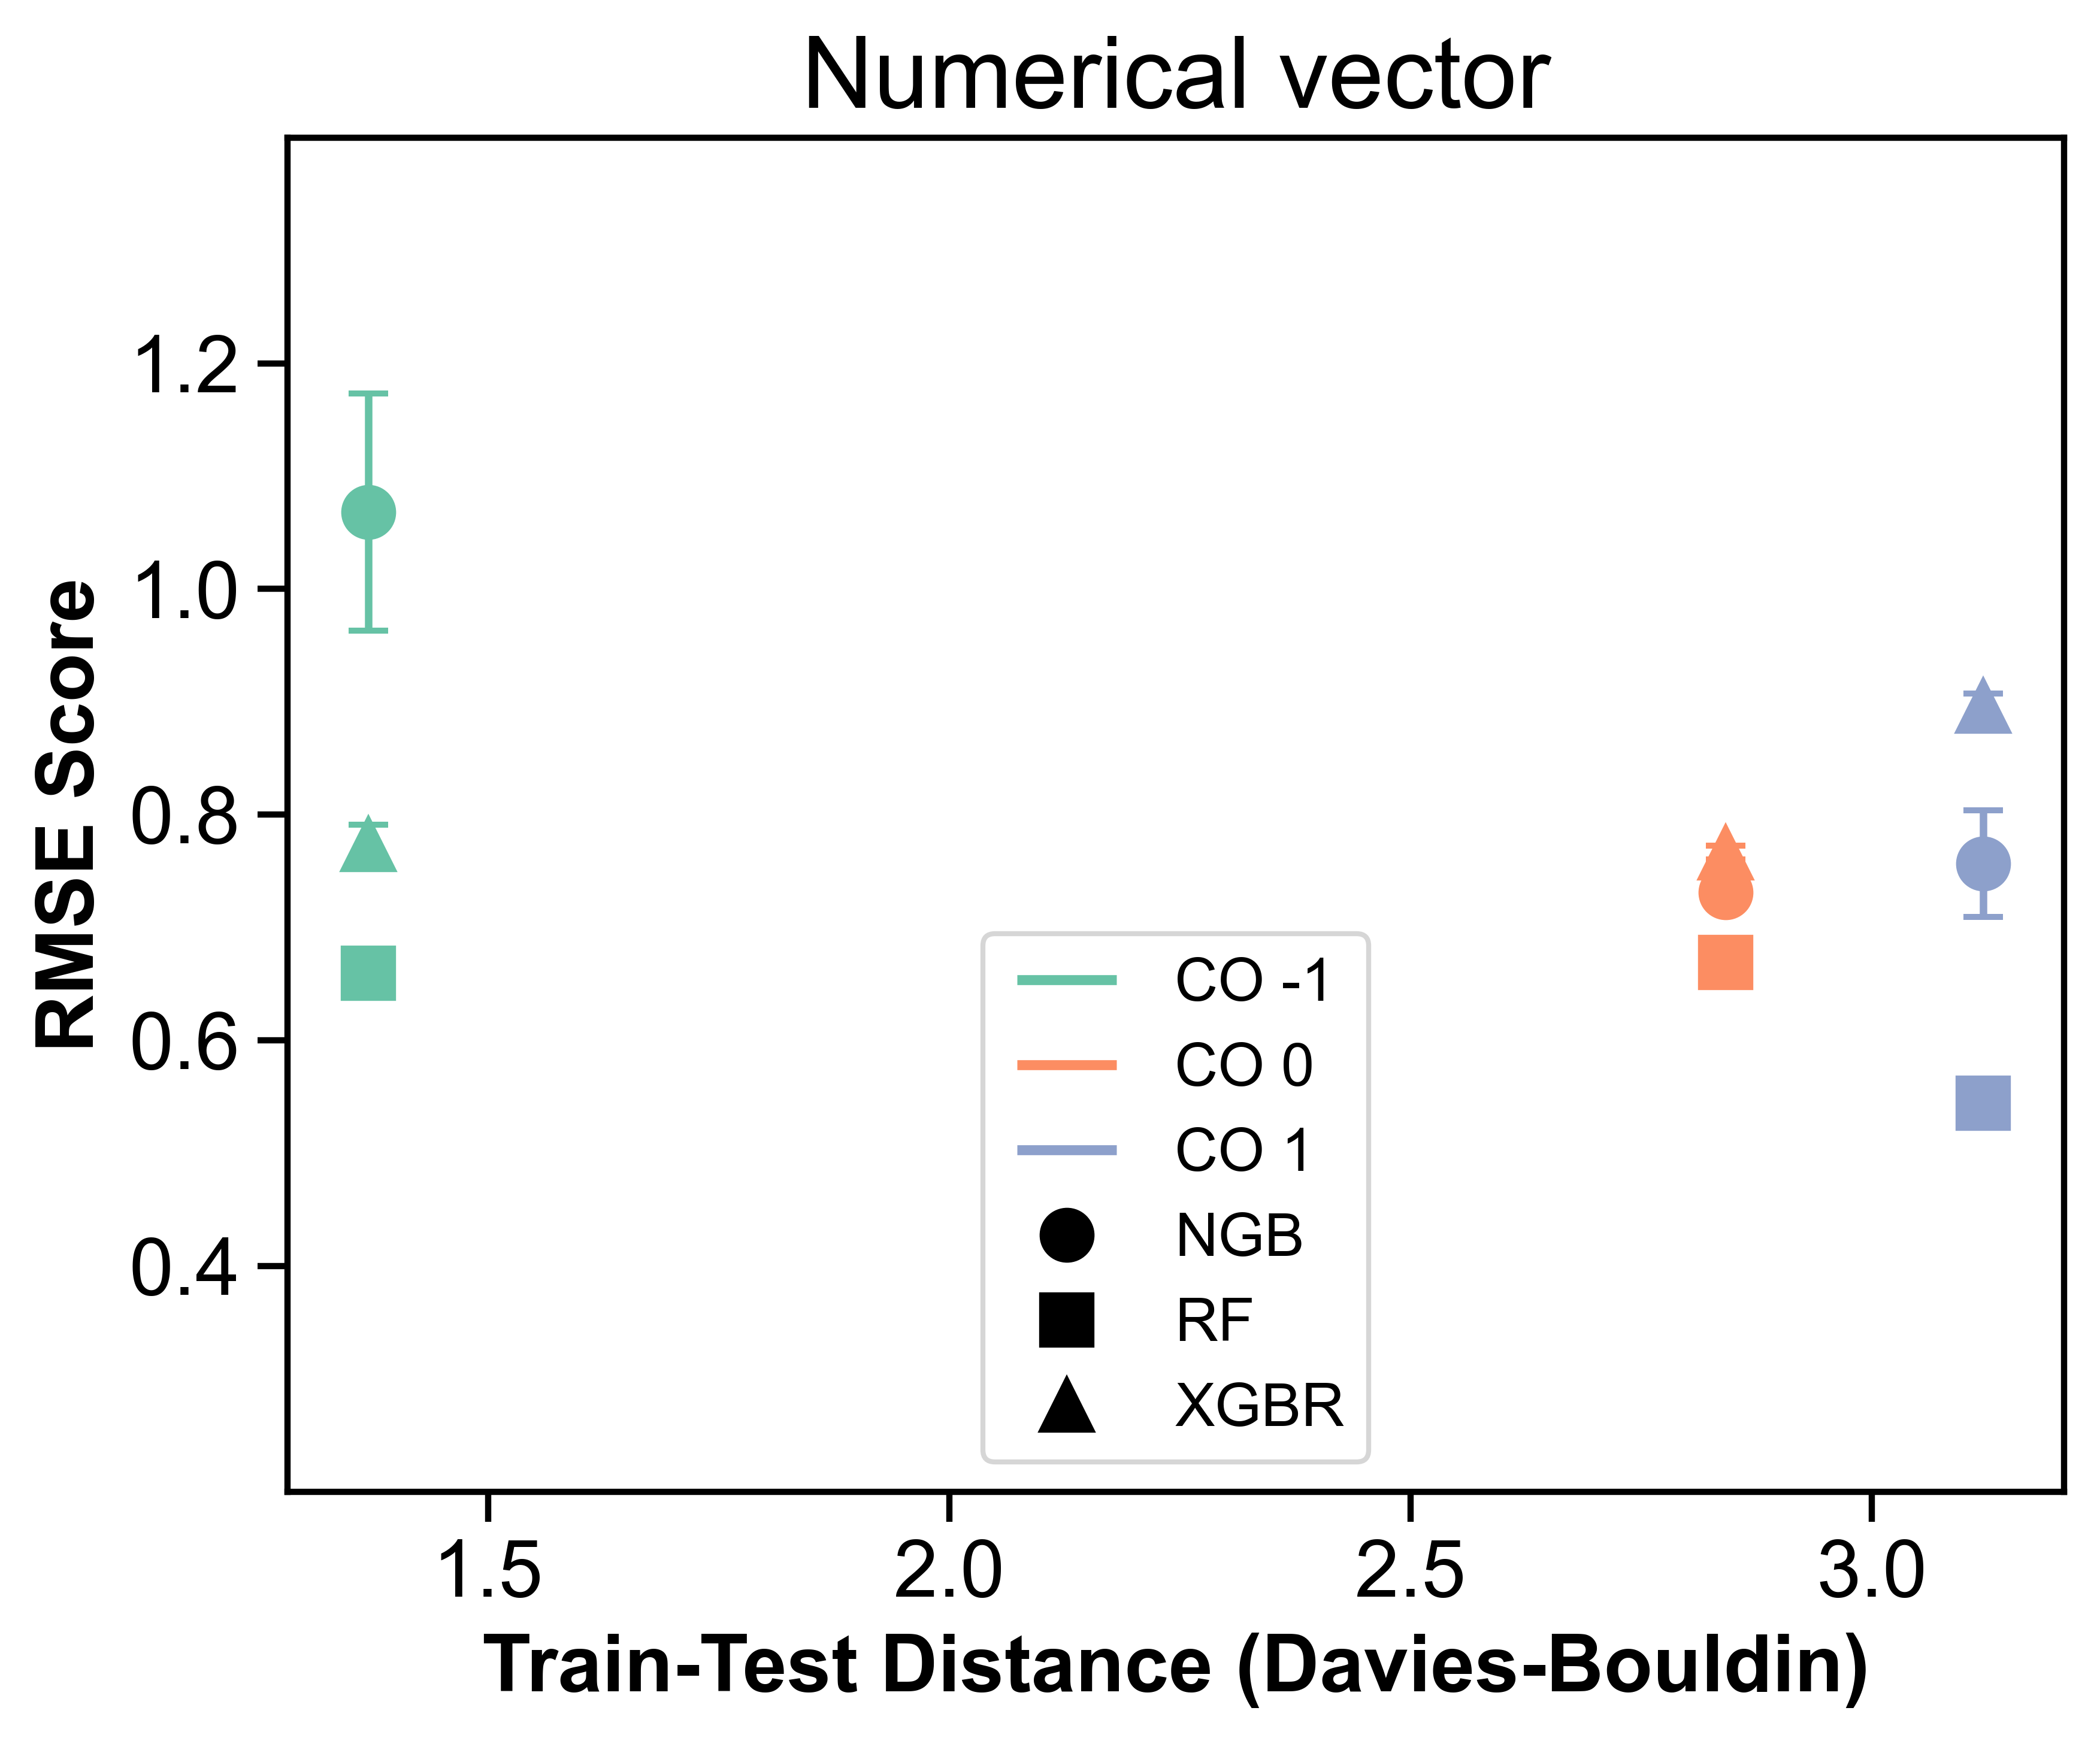 Numerical vector
1.2
1.0
0.8
0.6
0.4
RMSE Score
CO -1
CO 0
CO 1
NGB
RF
XGBR
1.5 2.0 2.5 3.0
Train-Test Distance (Davies-Bouldin)